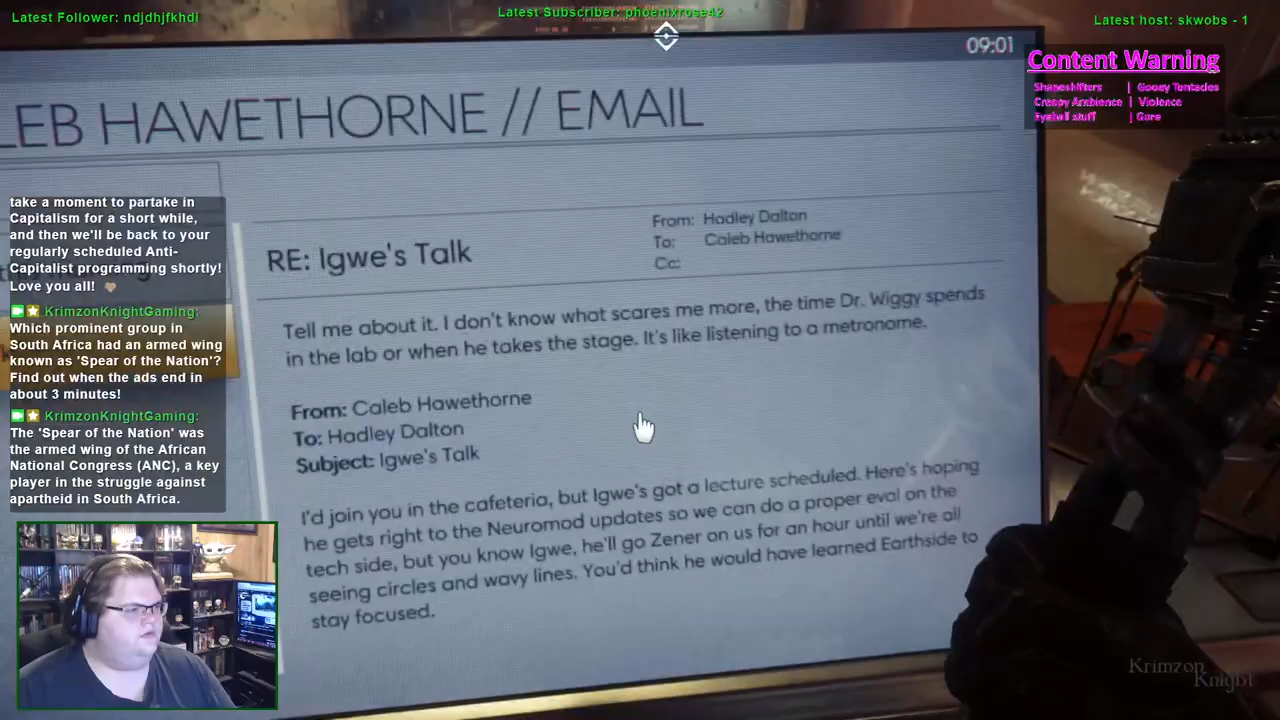 Latest Follower: ndjdhjfkhdi
Latest Subscriber: phoenixrose42
Latest host: skwobs - 1
09:01
Content Warning
Shapeshifters | Gooey Tentacles
Creepy Ambience | Violence
Eyeball stuff | Gore
LEB HAWETHORNE // EMAIL
RE: Igwe's Talk
From: Hadley Dalton
To: Caleb Hawethorne
Cc:
Tell me about it. I don't know what scares me more, the time Dr. Wiggy spends
in the lab or when he takes the stage. It's like listening to a metronome.
From: Caleb Hawethorne
To: Hadley Dalton
Subject: Igwe's Talk
I'd join you in the cafeteria, but Igwe's got a lecture scheduled. Here's hoping
he gets right to the Neuromod updates so we can do a proper eval on the
tech side, but you know Igwe, he'll go Zener on us for an hour until we're all
seeing circles and wavy lines. You'd think he would have learned Earthside to
stay focused.
take a moment to partake in
Capitalism for a short while,
and then we'll be back to your
regularly scheduled Anti-
Capitalist programming shortly!
Love you all!
KrimzonKnightGaming:
Which prominent group in
South Africa had an armed wing
known as 'Spear of the Nation'?
Find out when the ads end in
about 3 minutes!
KrimzonKnightGaming:
The 'Spear of the Nation' was
the armed wing of the African
National Congress (ANC), a key
player in the struggle against
apartheid in South Africa.
Krimzon
Knight